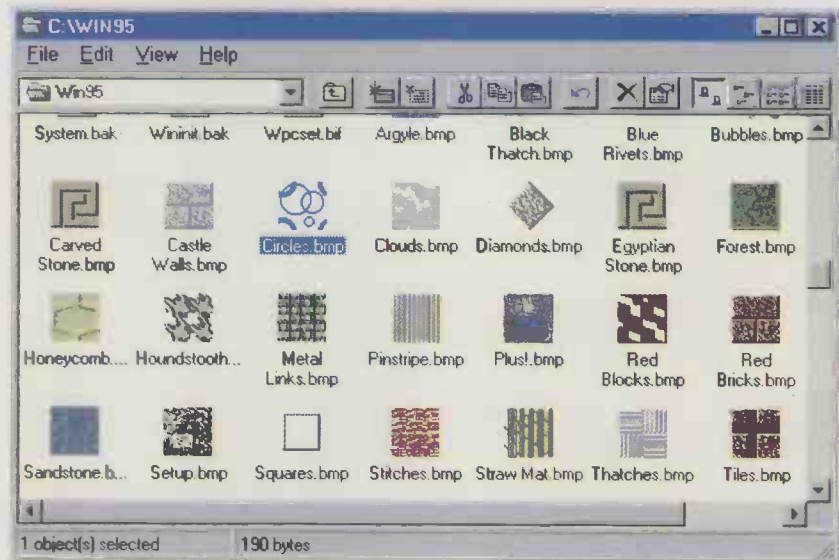 C:\WIN95
File Edit View Help
Win95
System.bak Wininit.bak Wpcset.bif Argyle.bmp Black Thatch.bmp Blue Rivets.bmp Bubbles.bmp
Carved Stone.bmp Castle Walls.bmp Circles.bmp Clouds.bmp Diamonds.bmp Egyptian Stone.bmp Forest.bmp
Honeycomb.... Houndstooth... Metal Links.bmp Pinstripe.bmp Plus!.bmp Red Blocks.bmp Red Bricks.bmp
Sandstone.b... Setup.bmp Squares.bmp Stitches.bmp Straw Mat.bmp Thatches.bmp Tiles.bmp
1 object(s) selected 190 bytes